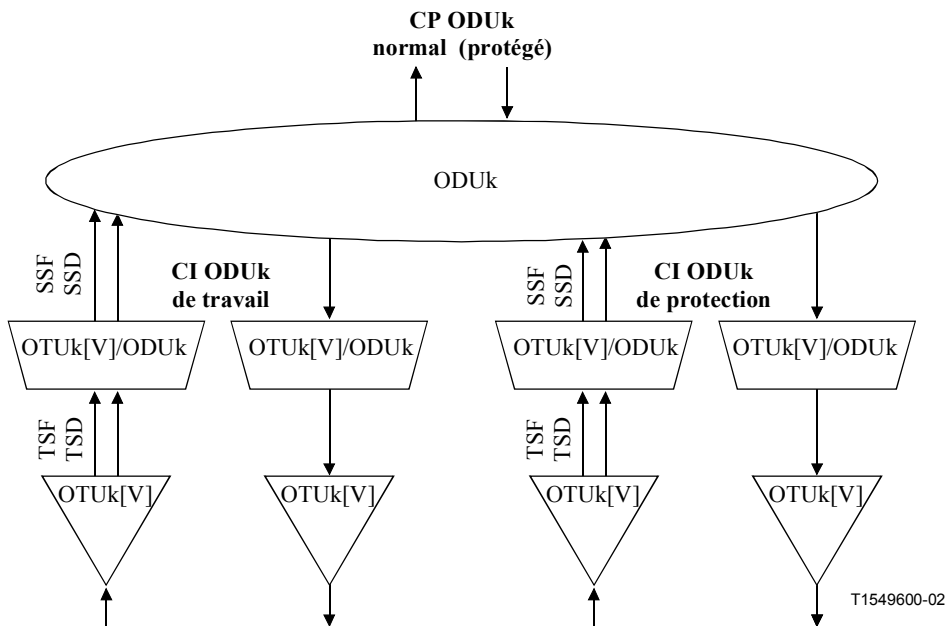 CP ODUk
normal (protégé)
ODUk
SSF
SSD
CI ODUk
de travail
SSF
SSD
CI ODUk
de protection
OTUk[V]/ODUk
OTUk[V]/ODUk
OTUk[V]/ODUk
OTUk[V]/ODUk
TSF
TSD
TSF
TSD
OTUk[V]
OTUk[V]
OTUk[V]
OTUk[V]
T1549600-02